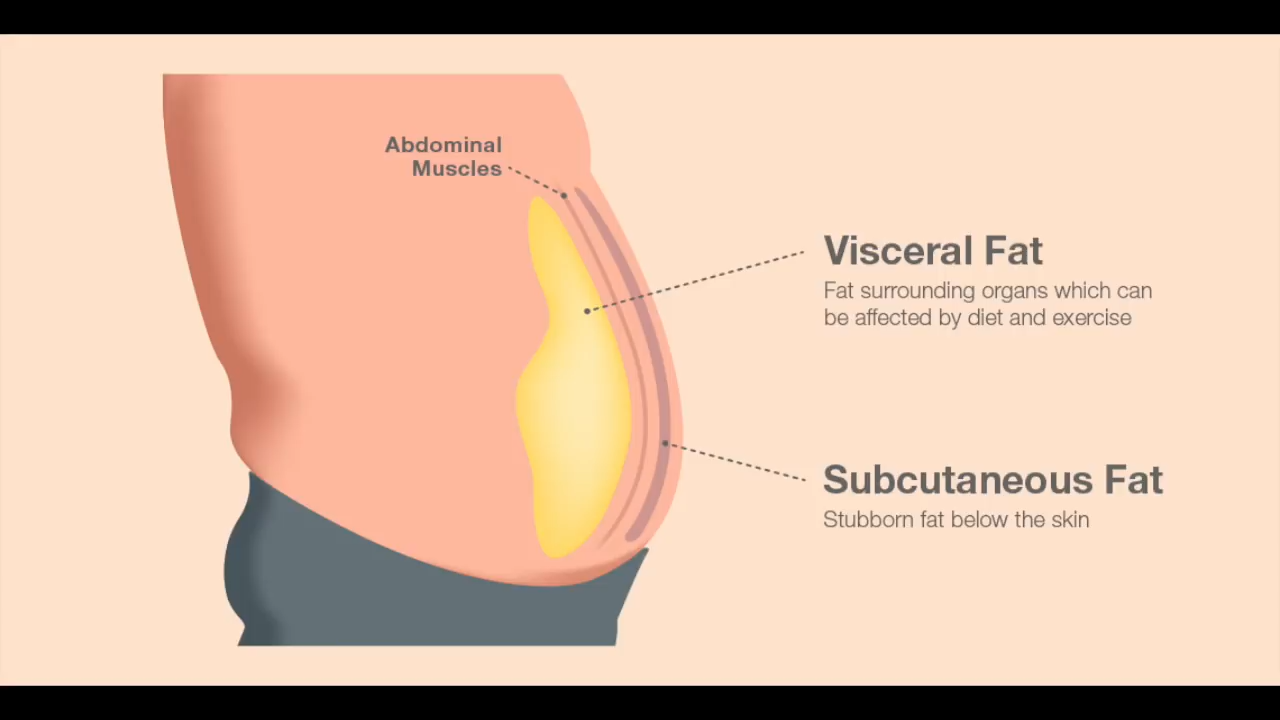 Abdominal
Muscles
Visceral Fat
Fat surrounding organs which can
be affected by diet and exercise
Subcutaneous Fat
Stubborn fat below the skin